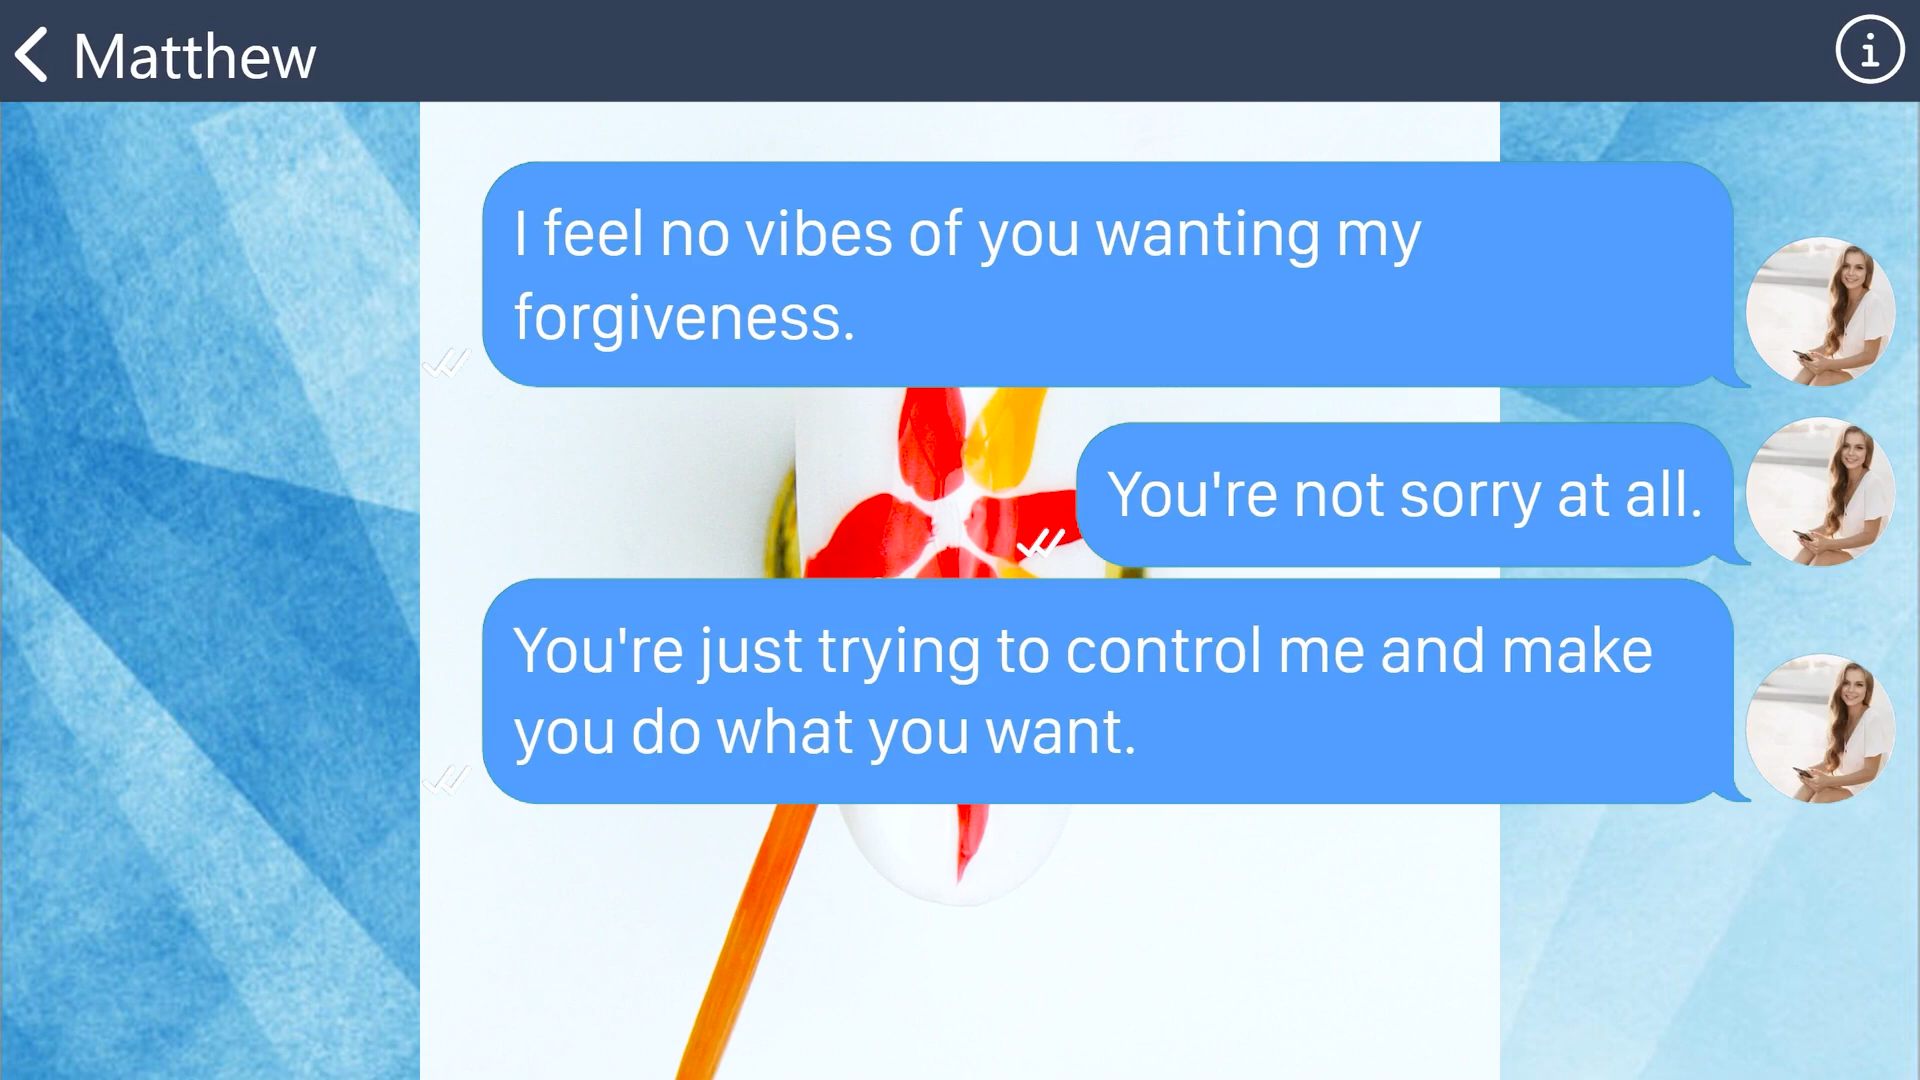 Matthew
I feel no vibes of you wanting my
forgiveness.
You're not sorry at all.
You're just trying to control me and make
you do what you want.